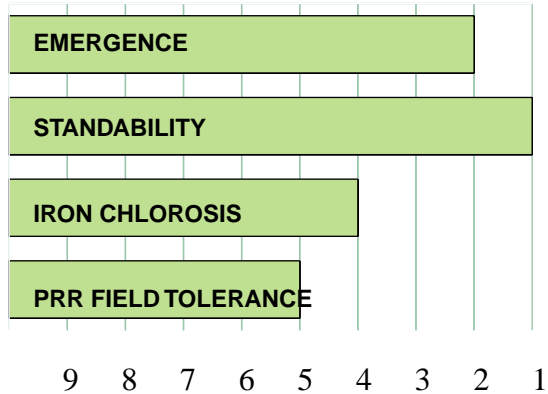 EMERGENCE
STANDABILITY
IRON CHLOROSIS
PRR FIELD TOLERANCE
9 8 7 6 5 4 3 2 1